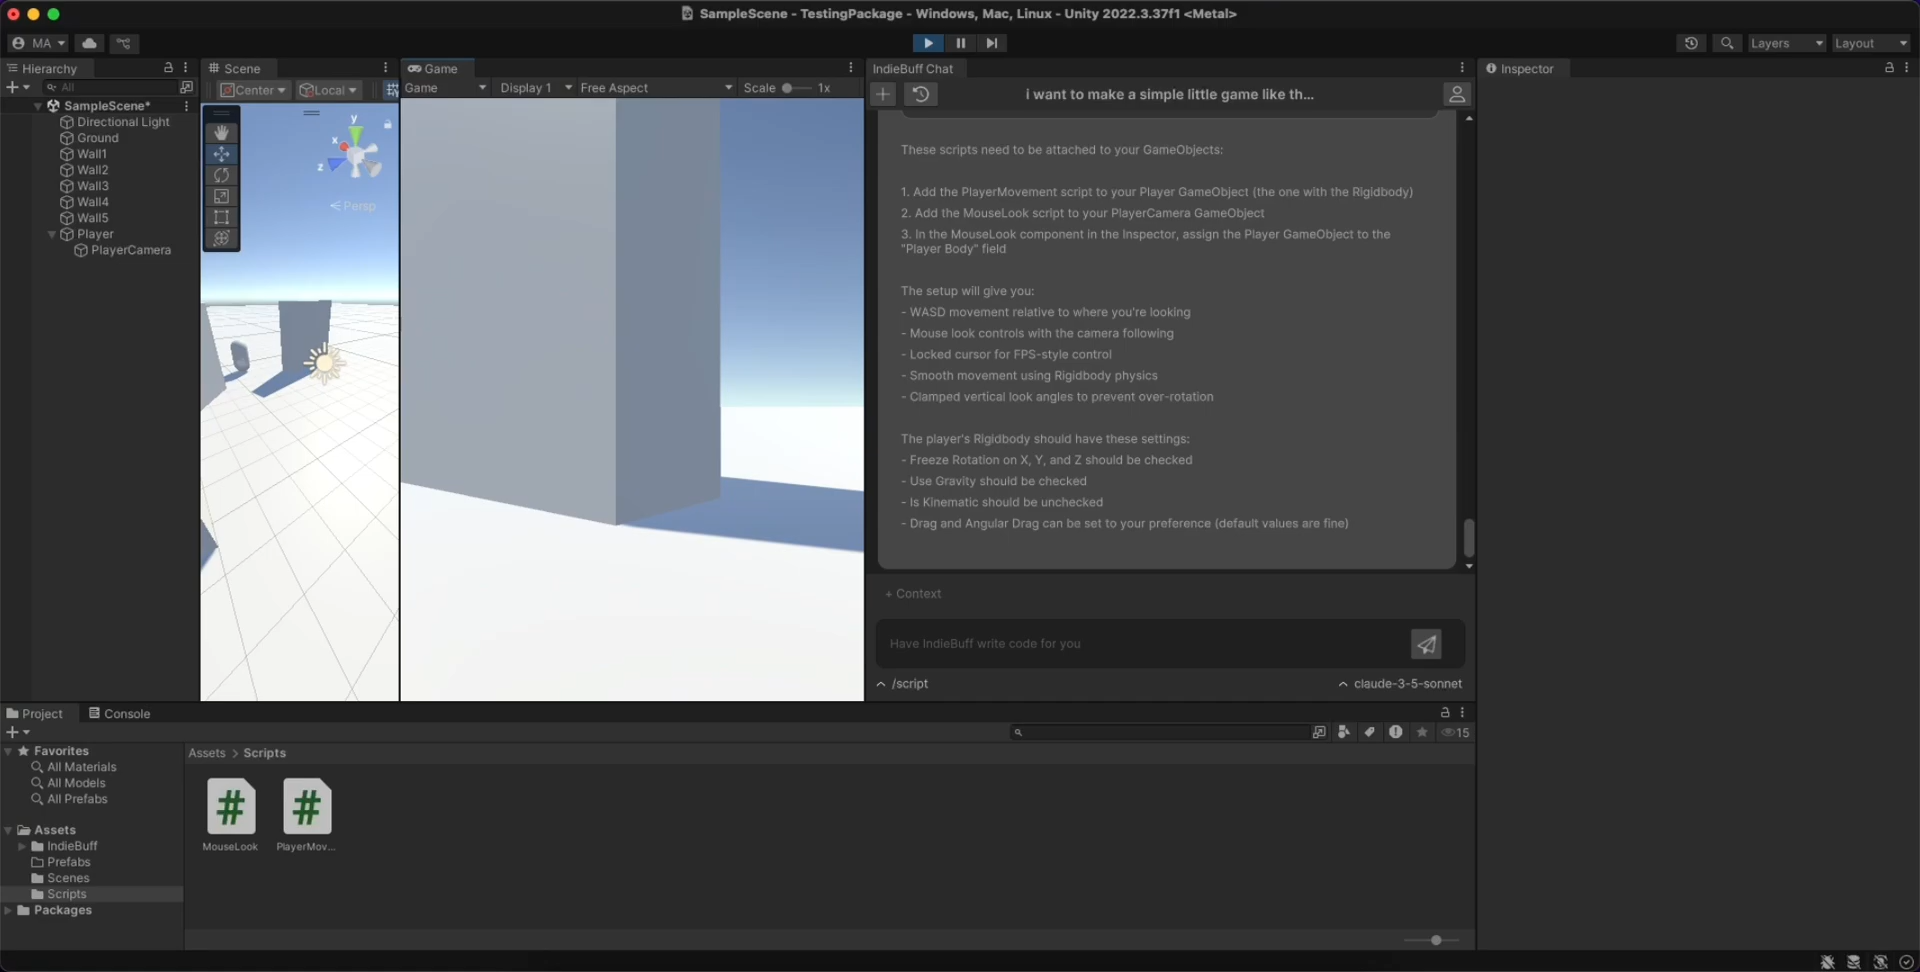 SampleScene - TestingPackage - Windows, Mac, Linux - Unity 2022.3.37f1 <Metal>
MA
Layers
Layout
Hierarchy
All
SampleScene*
Directional Light
Ground
Wall1
Wall2
Wall3
Wall4
Wall5
Player
PlayerCamera
Scene
Center
Local
y
x
z
Persp
Game
Game
Display 1
Free Aspect
Scale
1x
IndieBuff Chat
i want to make a simple little game like th...
These scripts need to be attached to your GameObjects:
1. Add the PlayerMovement script to your Player GameObject (the one with the Rigidbody)
2. Add the MouseLook script to your PlayerCamera GameObject
3. In the MouseLook component in the Inspector, assign the Player GameObject to the
"Player Body" field
The setup will give you:
- WASD movement relative to where you're looking
- Mouse look controls with the camera following
- Locked cursor for FPS-style control
- Smooth movement using Rigidbody physics
- Clamped vertical look angles to prevent over-rotation
The player's Rigidbody should have these settings:
- Freeze Rotation on X, Y, and Z should be checked
- Use Gravity should be checked
- Is Kinematic should be unchecked
- Drag and Angular Drag can be set to your preference (default values are fine)
+ Context
Have IndieBuff write code for you
/script
claude-3-5-sonnet
Inspector
Project
Console
15
Favorites
All Materials
All Models
All Prefabs
Assets
IndieBuff
Prefabs
Scenes
Scripts
Packages
Assets > Scripts
MouseLook
PlayerMov...